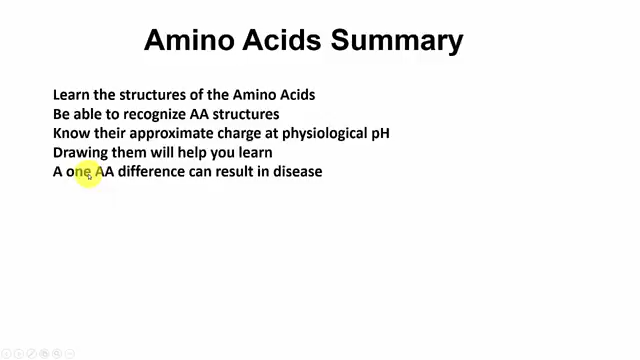 Amino Acids Summary
Learn the structures of the Amino Acids
Be able to recognize AA structures
Know their approximate charge at physiological pH
Drawing them will help you learn
A one AA difference can result in disease